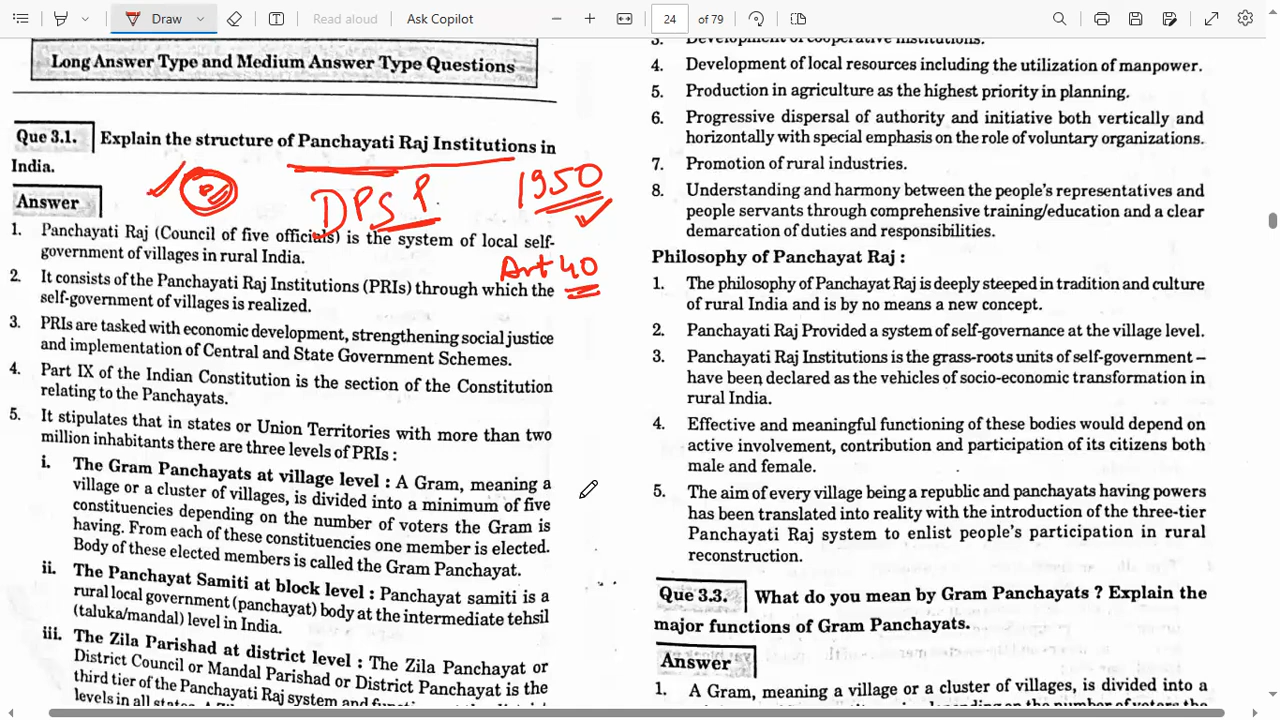 Draw
Read aloud
Ask Copilot
24 of 79
Long Answer Type and Medium Answer Type Questions
Que 3.1. Explain the structure of Panchayati Raj Institutions in
India.
DPSP
1950
Answer
1. Panchayati Raj (Council of five officials) is the system of local self-
government of villages in rural India.
Art 40
2. It consists of the Panchayati Raj Institutions (PRIs) through which the
self-government of villages is realized.
3. PRIs are tasked with economic development, strengthening social justice
and implementation of Central and State Government Schemes.
4. Part IX of the Indian Constitution is the section of the Constitution
relating to the Panchayats.
5. It stipulates that in states or Union Territories with more than two
million inhabitants there are three levels of PRIs :
i. The Gram Panchayats at village level : A Gram, meaning a
village or a cluster of villages, is divided into a minimum of five
constituencies depending on the number of voters the Gram is
having. From each of these constituencies one member is elected.
Body of these elected members is called the Gram Panchayat.
ii. The Panchayat Samiti at block level : Panchayat samiti is a
rural local government (panchayat) body at the intermediate tehsil
(taluka/mandal) level in India.
iii. The Zila Parishad at district level : The Zila Panchayat or
District Council or Mandal Parishad or District Panchayat is the
third tier of the Panchayati Raj system and
levels in all states.
3. Development of cooperative institutions.
4. Development of local resources including the utilization of manpower.
5. Production in agriculture as the highest priority in planning.
6. Progressive dispersal of authority and initiative both vertically and
horizontally with special emphasis on the role of voluntary organizations.
7. Promotion of rural industries.
8. Understanding and harmony between the people's representatives and
people servants through comprehensive training/education and a clear
demarcation of duties and responsibilities.
Philosophy of Panchayat Raj :
1. The philosophy of Panchayat Raj is deeply steeped in tradition and culture
of rural India and is by no means a new concept.
2. Panchayati Raj Provided a system of self-governance at the village level.
3. Panchayati Raj Institutions is the grass-roots units of self-government –
have been declared as the vehicles of socio-economic transformation in
rural India.
4. Effective and meaningful functioning of these bodies would depend on
active involvement, contribution and participation of its citizens both
male and female.
5. The aim of every village being a republic and panchayats having powers
has been translated into reality with the introduction of the three-tier
Panchayati Raj system to enlist people's participation in rural
reconstruction.
Que 3.3. What do you mean by Gram Panchayats ? Explain the
major functions of Gram Panchayats.
Answer
1. A Gram, meaning a village or a cluster of villages, is divided into a